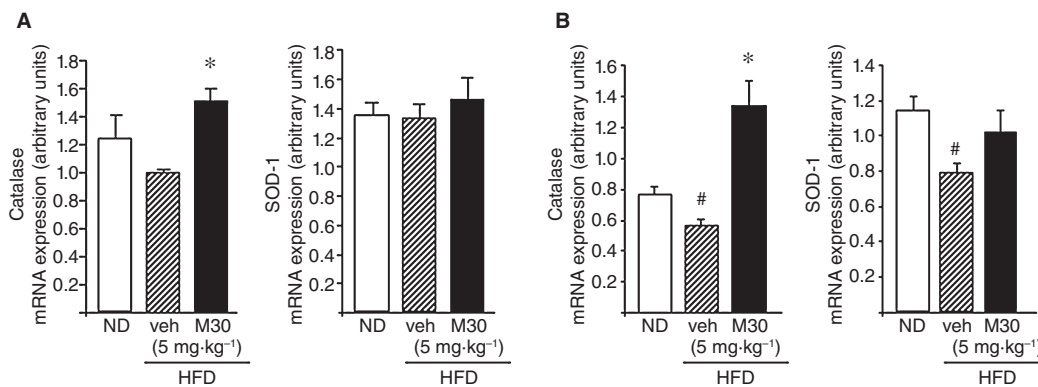 A
Catalase
mRNA expression (arbitrary units)
1.8
1.6
1.4
1.2
1.0
1.8
1.6
1.4
0.2
*
ND veh M30
(5 mg·kg⁻¹)
HFD
SOD-1
mRNA expression (arbitrary units)
1.8
1.6
1.4
1.2
1.0
1.8
1.6
1.4
0.2
ND veh M30
(5 mg·kg⁻¹)
HFD
B
Catalase
mRNA expression (arbitrary units)
1.6
1.4
1.2
1.0
0.8
0.6
0.4
0.2
#
*
ND veh M30
(5 mg·kg⁻¹)
HFD
SOD-1
mRNA expression (arbitrary units)
1.4
1.2
1.0
0.8
0.6
0.4
0.2
#
ND veh M30
(5 mg·kg⁻¹)
HFD